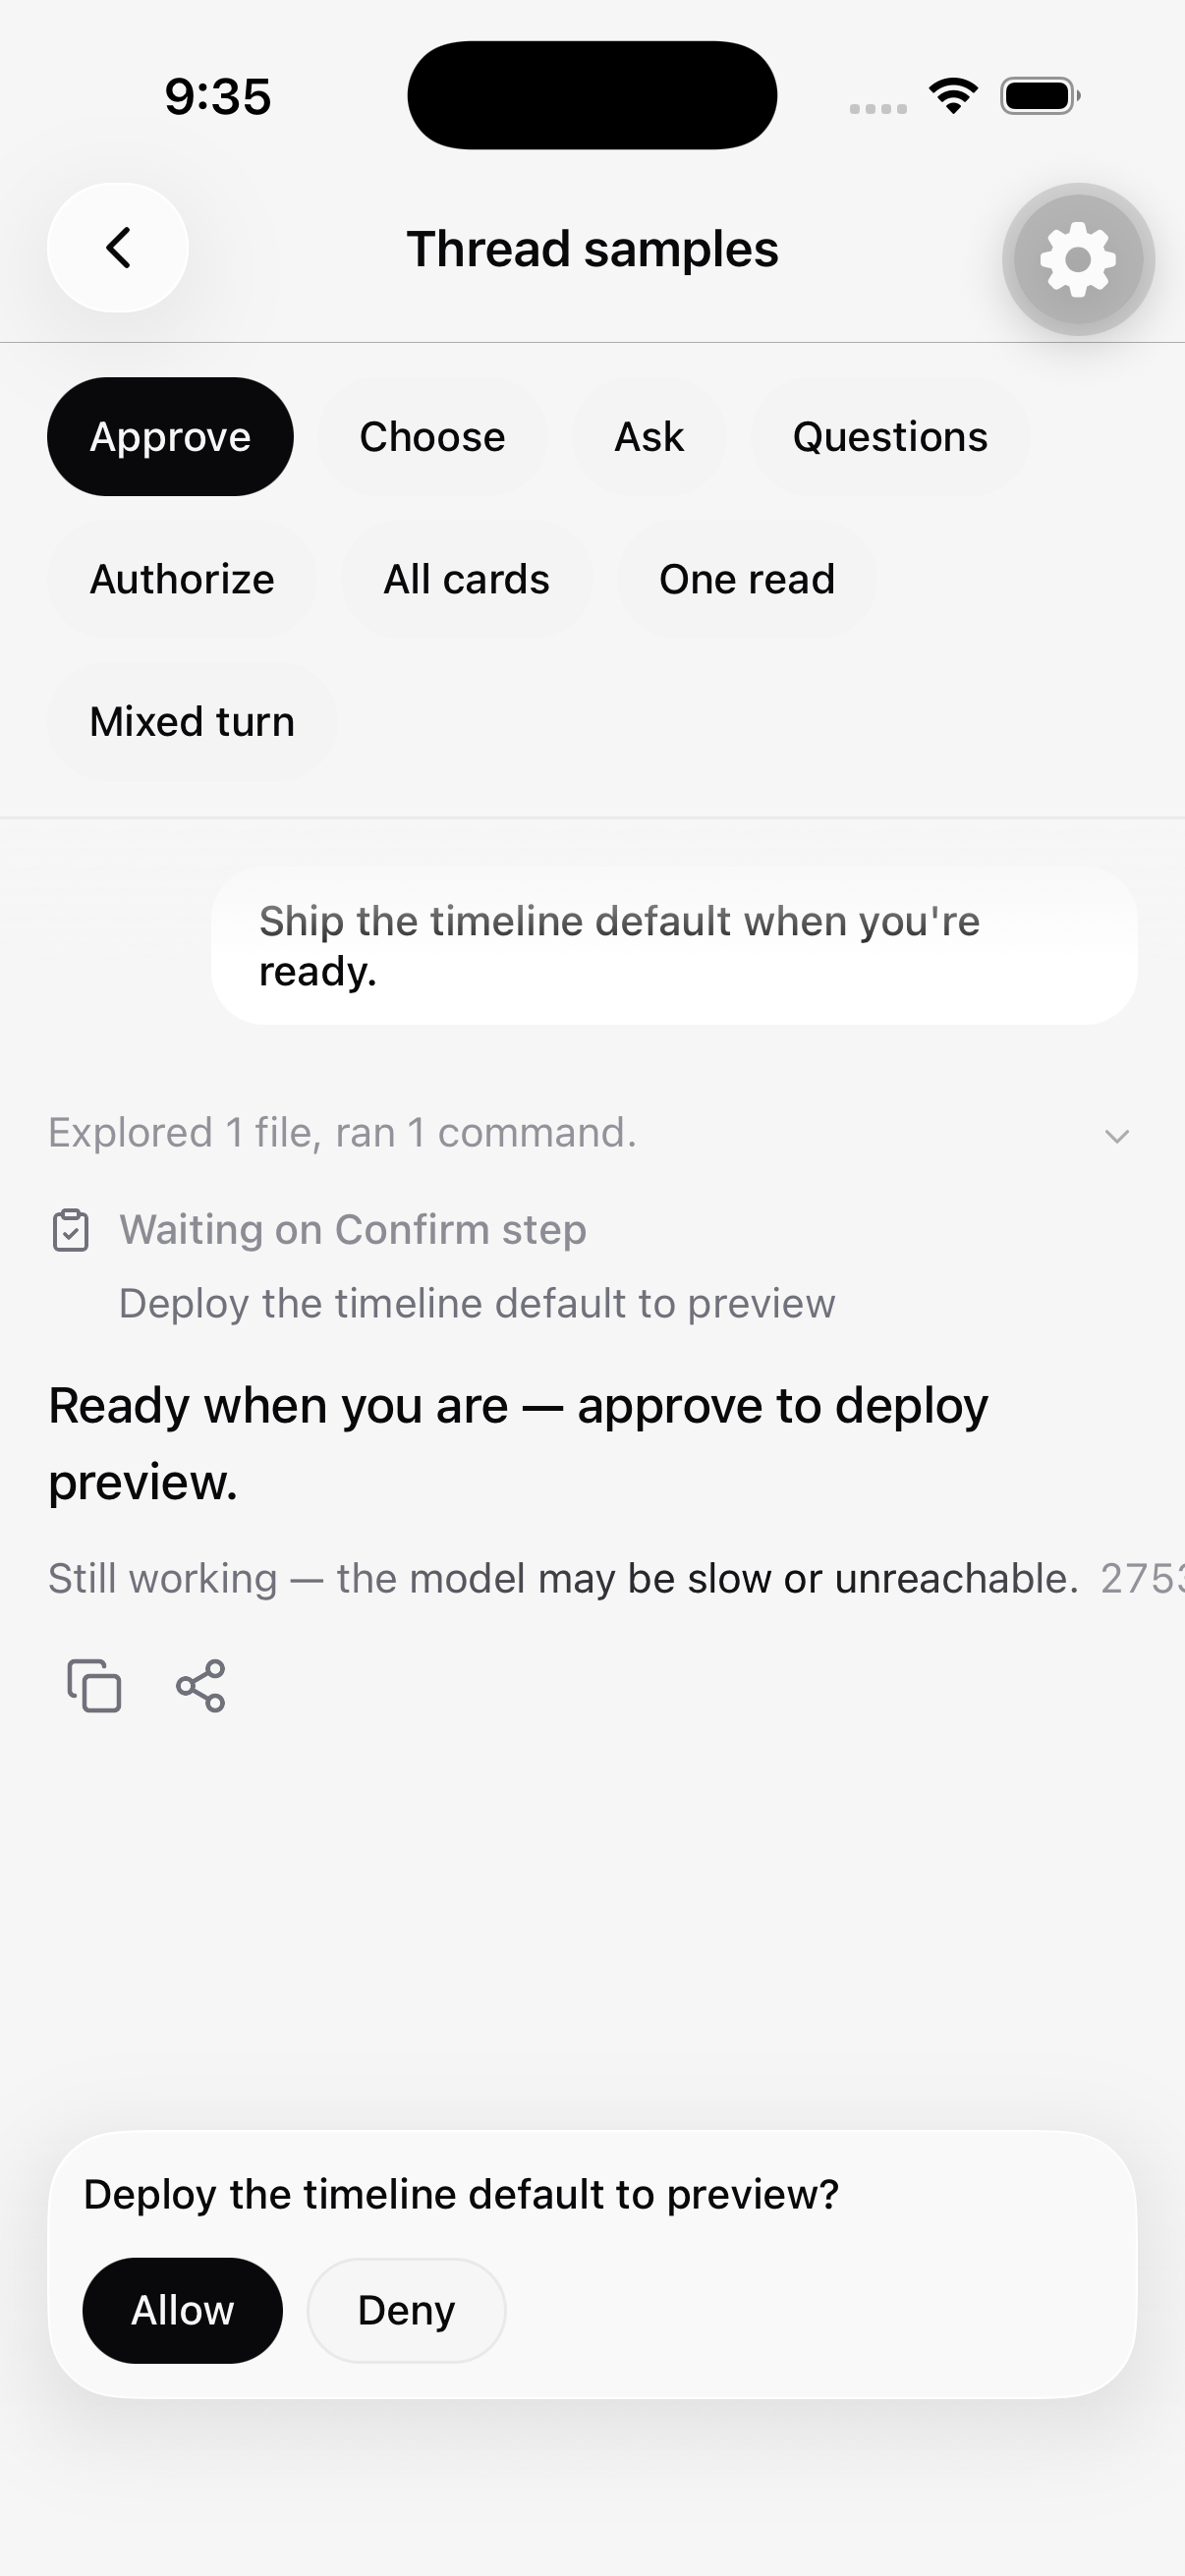 9:35
Thread samples
Approve
Choose
Ask
Questions
Authorize
All cards
One read
Mixed turn
Ship the timeline default when you're
ready.
Explored 1 file, ran 1 command.
Waiting on Confirm step
Deploy the timeline default to preview
Ready when you are — approve to deploy
preview.
Still working — the model may be slow or unreachable. 2753
Deploy the timeline default to preview?
Allow
Deny